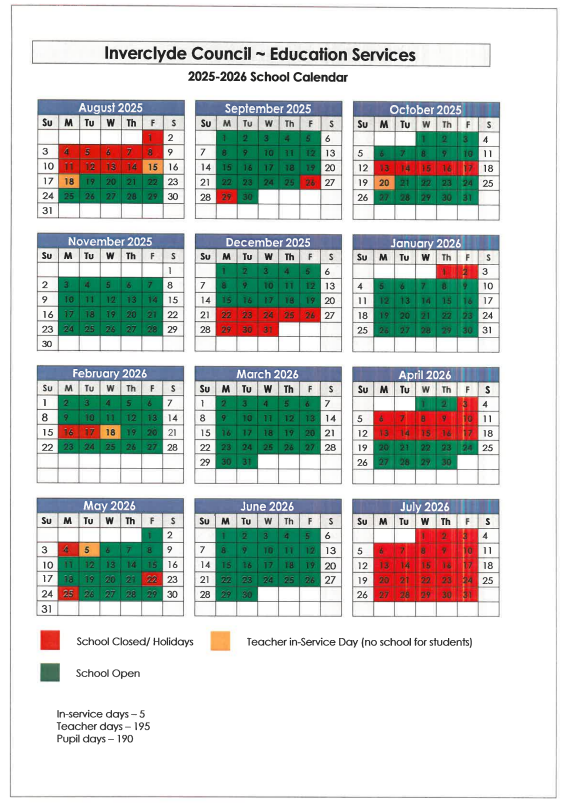 Inverclyde Council ~ Education Services
2025-2026 School Calendar
August 2025
Su M Tu W Th F S
1 2
3 4 5 6 7 8 9
10 11 12 13 14 15 16
17 18 19 20 21 22 23
24 25 26 27 28 29 30
31
September 2025
Su M Tu W Th F S
1 2 3 4 5 6
7 8 9 10 11 12 13
14 15 16 17 18 19 20
21 22 23 24 25 26 27
28 29 30
October 2025
Su M Tu W Th F S
1 2 3 4
5 6 7 8 9 10 11
12 13 14 15 16 17 18
19 20 21 22 23 24 25
26 27 28 29 30 31
November 2025
Su M Tu W Th F S
1
2 3 4 5 6 7 8
9 10 11 12 13 14 15
16 17 18 19 20 21 22
23 24 25 26 27 28 29
30
December 2025
Su M Tu W Th F S
1 2 3 4 5 6
7 8 9 10 11 12 13
14 15 16 17 18 19 20
21 22 23 24 25 26 27
28 29 30 31
January 2026
Su M Tu W Th F S
1 2 3
4 5 6 7 8 9 10
11 12 13 14 15 16 17
18 19 20 21 22 23 24
25 26 27 28 29 30 31
February 2026
Su M Tu W Th F S
1 2 3 4 5 6 7
8 9 10 11 12 13 14
15 16 17 18 19 20 21
22 23 24 25 26 27 28
March 2026
Su M Tu W Th F S
1 2 3 4 5 6 7
8 9 10 11 12 13 14
15 16 17 18 19 20 21
22 23 24 25 26 27 28
29 30 31
April 2026
Su M Tu W Th F S
1 2 3 4
5 6 7 8 9 10 11
12 13 14 15 16 17 18
19 20 21 22 23 24 25
26 27 28 29 30
May 2026
Su M Tu W Th F S
1 2
3 4 5 6 7 8 9
10 11 12 13 14 15 16
17 18 19 20 21 22 23
24 25 26 27 28 29 30
31
June 2026
Su M Tu W Th F S
1 2 3 4 5 6
7 8 9 10 11 12 13
14 15 16 17 18 19 20
21 22 23 24 25 26 27
28 29 30
July 2026
Su M Tu W Th F S
1 2 3 4
5 6 7 8 9 10 11
12 13 14 15 16 17 18
19 20 21 22 23 24 25
26 27 28 29 30 31
School Closed/ Holidays
Teacher in-Service Day (no school for students)
School Open
In-service days – 5
Teacher days – 195
Pupil days – 190